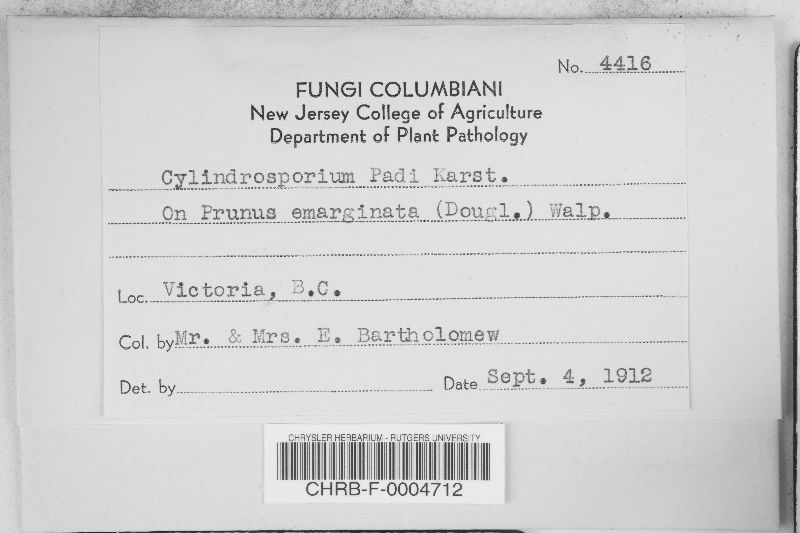 No. 4416
FUNGI COLUMBIANI
New Jersey College of Agriculture
Department of Plant Pathology
Cylindrosporium Padi Karst.
On Prunus emarginata (Dougl.) Walp.
Loc. Victoria, B.C.
Col. by Mr. & Mrs. E. Bartholomew
Det. by Date Sept. 4, 1912
CHRYSLER HERBARIUM - RUTGERS UNIVERSITY
CHRB-F-0004712